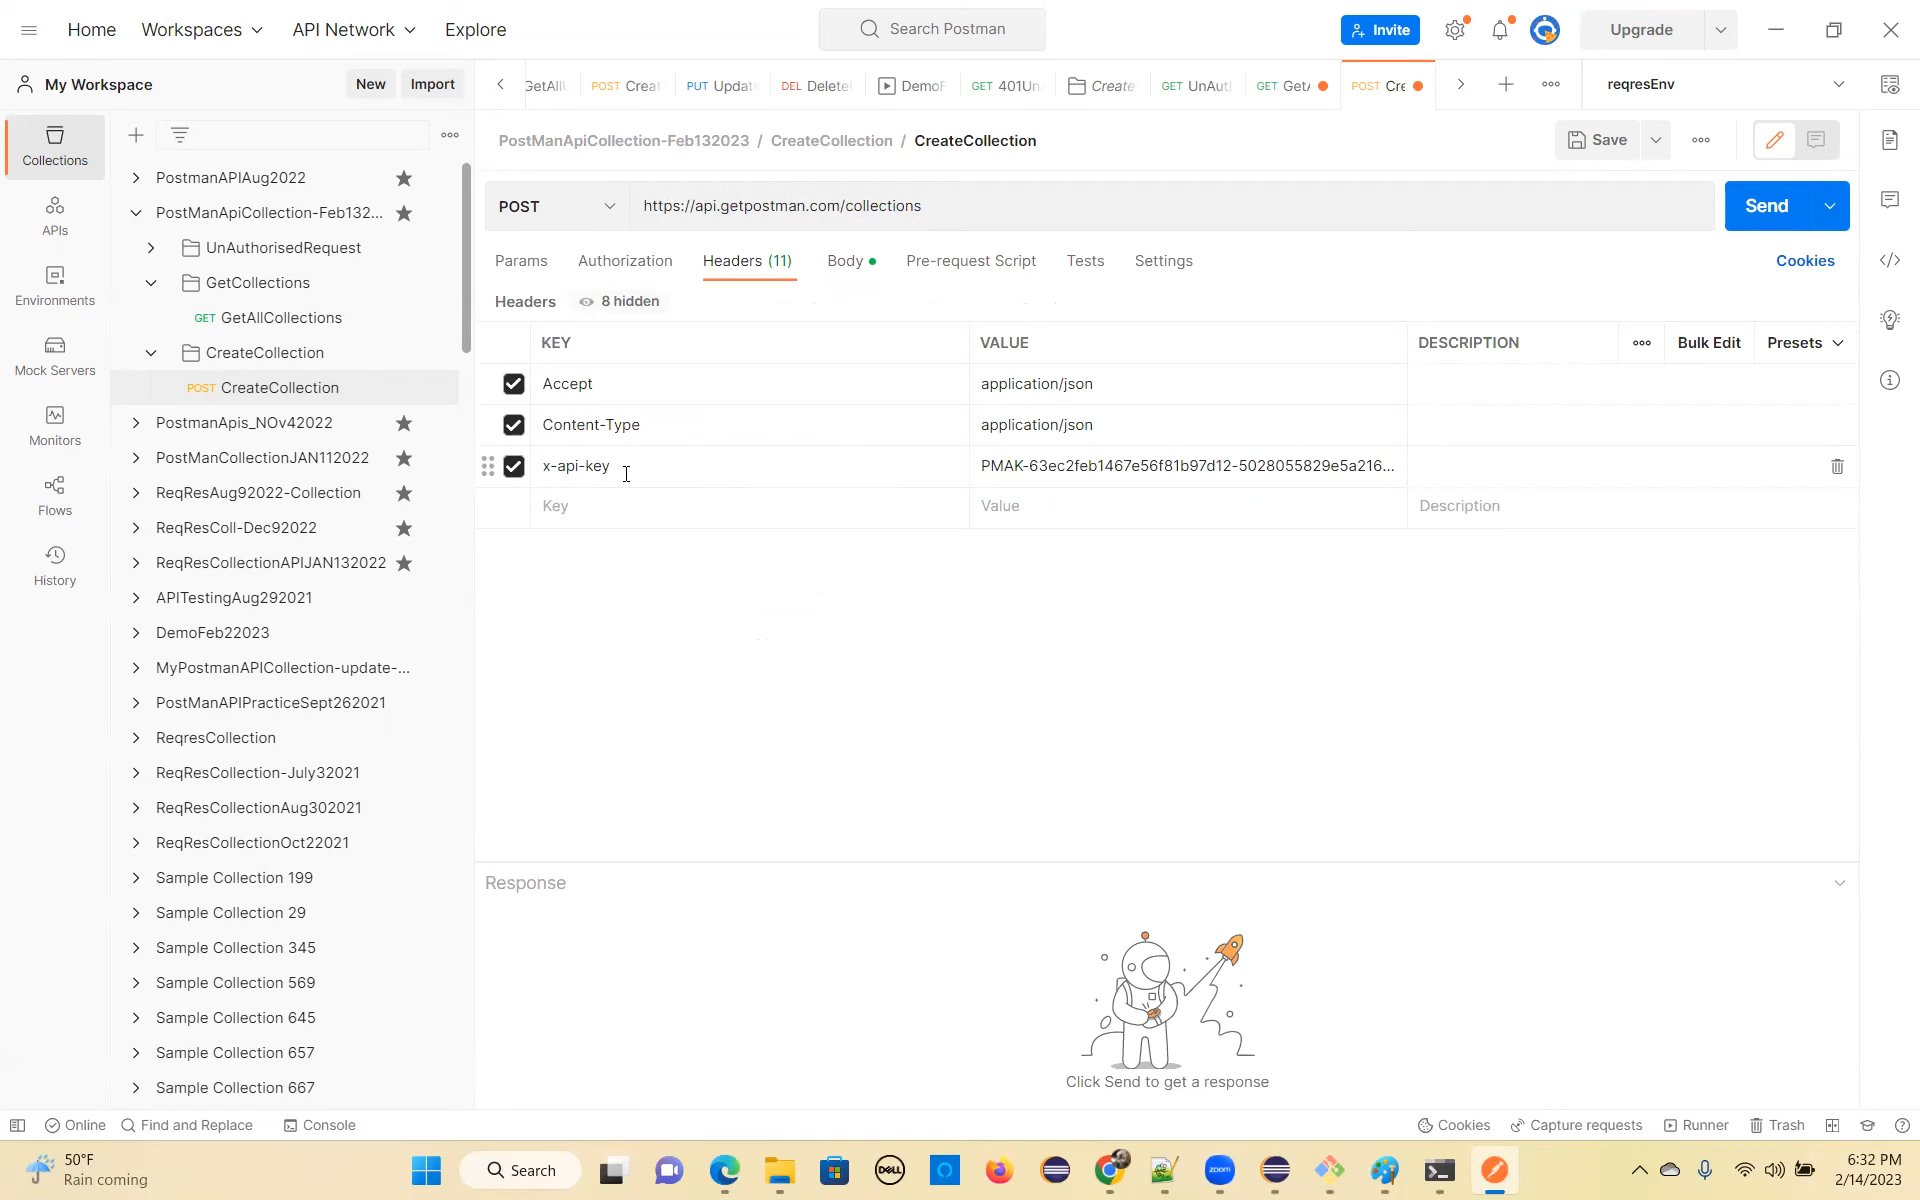 Home
Workspaces
API Network
Explore
Search Postman
Invite
Upgrade
My Workspace
New
Import
GetAllC
POST Creat
PUT Updat
DEL Delete
DemoF
GET 401Un.
Create
GET UnAut
GET GetA
POST Cre
reqresEnv
Collections
APIs
Environments
Mock Servers
Monitors
Flows
History
PostmanAPIAug2022
PostManApiCollection-Feb132...
UnAuthorisedRequest
GetCollections
GET GetAllCollections
CreateCollection
POST CreateCollection
PostmanApis_NOv42022
PostManCollectionJAN112022
ReqResAug92022-Collection
ReqResColl-Dec92022
ReqResCollectionAPIJAN132022
APITestingAug292021
DemoFeb22023
MyPostmanAPICollection-update-...
PostManAPIPracticeSept262021
ReqresCollection
ReqResCollection-July32021
ReqResCollectionAug302021
ReqResCollectionOct22021
Sample Collection 199
Sample Collection 29
Sample Collection 345
Sample Collection 569
Sample Collection 645
Sample Collection 657
Sample Collection 667
PostManApiCollection-Feb132023 / CreateCollection / CreateCollection
Save
POST
https://api.getpostman.com/collections
Send
Params
Authorization
Headers (11)
Body
Pre-request Script
Tests
Settings
Cookies
Headers
8 hidden
KEY
VALUE
DESCRIPTION
Bulk Edit
Presets
Accept
application/json
Content-Type
application/json
x-api-key
PMAK-63ec2feb1467e56f81b97d12-5028055829e5a216...
Key
Value
Description
Response
Click Send to get a response
Online
Find and Replace
Console
Cookies
Capture requests
Runner
Trash
50°F
Rain coming
Search
DELL
zoom
6:32 PM
2/14/2023